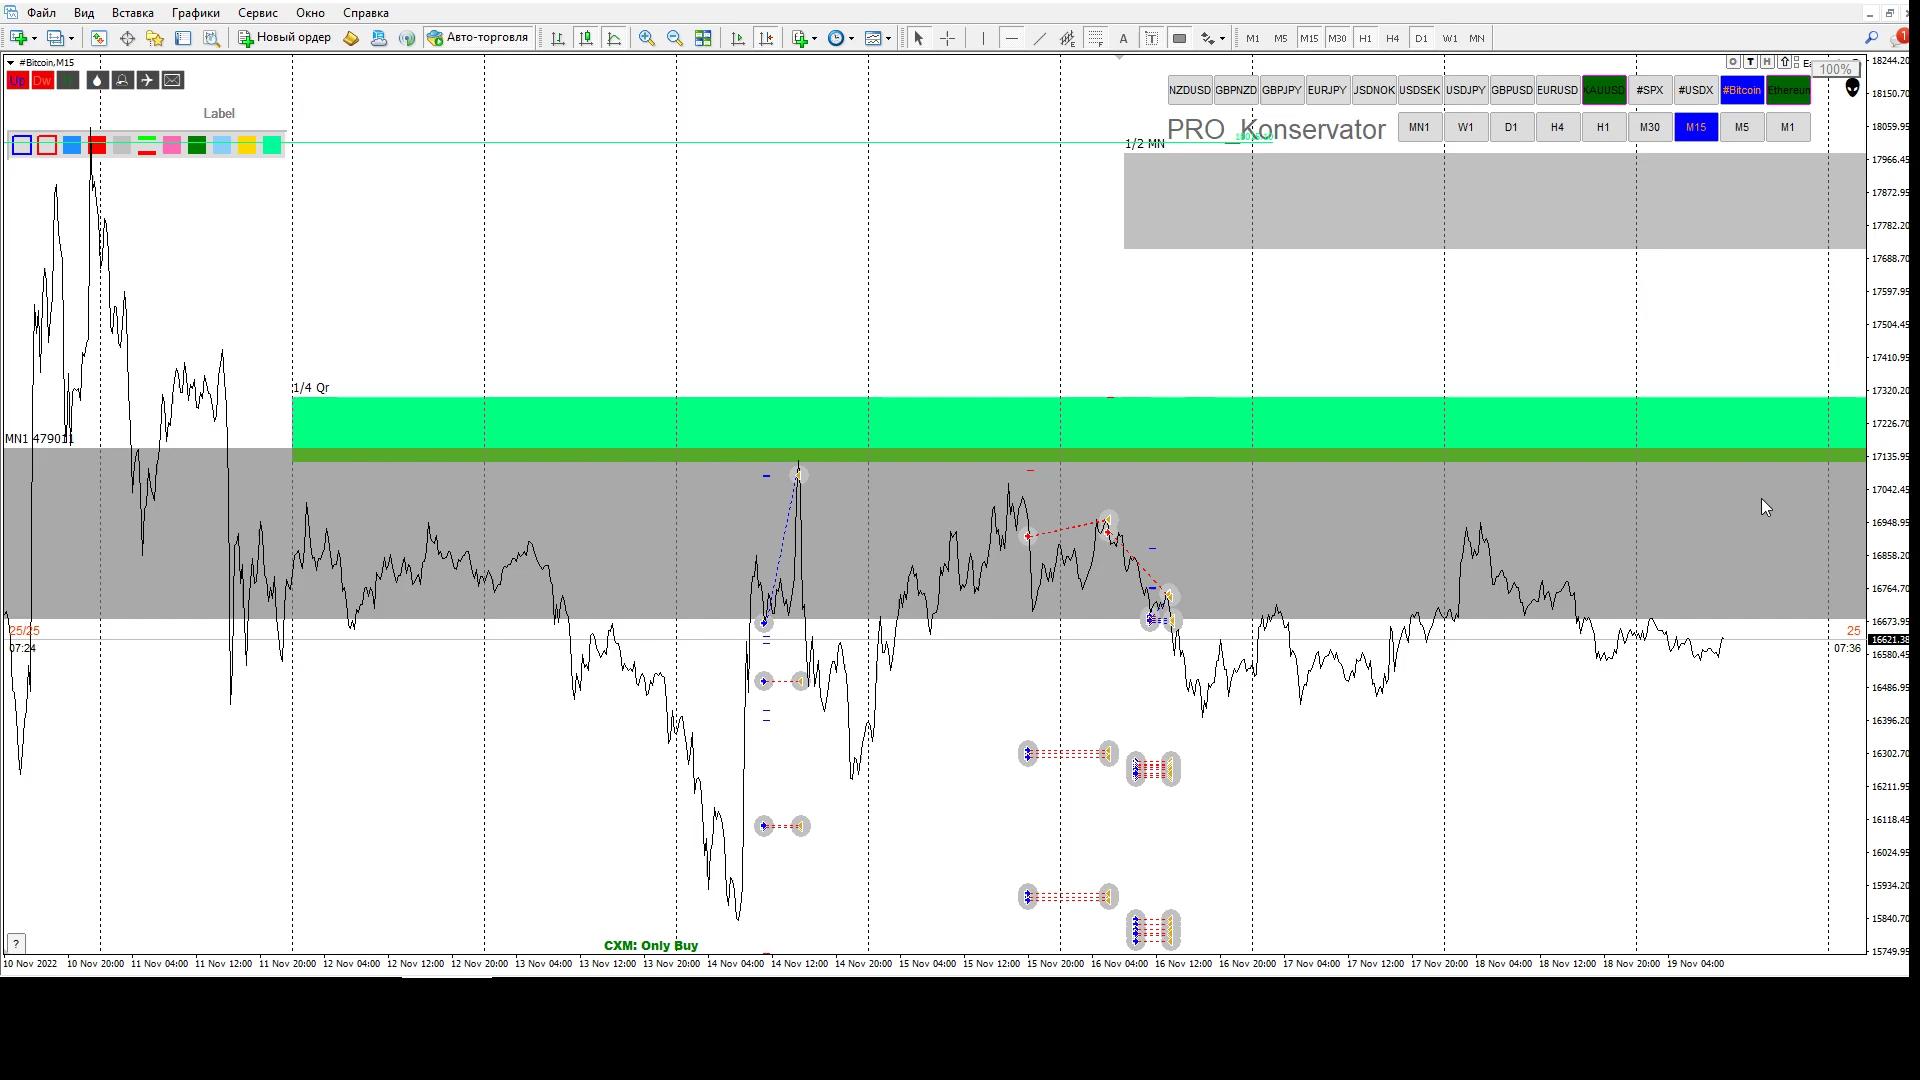 Файл Вид Вставка Графики Сервис Окно Справка
Новый ордер Авто-торговля A T M1 M5 M15 M30 H1 H4 D1 W1 MN 1
#Bitcoin,M15 O T H
100%
Up Dw
NZDUSD GBPNZD GBPJPY EURJPY USDNOK USDSEK USDJPY GBPUSD EURUSD XAUUSD #SPX #USDX #Bitcoin Ethereun
Label
PRO_Konservator MN1 W1 D1 H4 H1 M30 M15 M5 M1
1/2 MN
1/4 Qr
MN1 479011
25/25
07:24
25
07:36
18244.20
18150.70
18059.95
17966.45
17872.95
17782.20
17688.70
17597.95
17504.45
17410.95
17320.20
17226.70
17135.95
17042.45
16948.95
16858.20
16764.70
16673.95
16621.38
16580.45
16486.95
16396.20
16302.70
16211.95
16118.45
16024.95
15934.20
15840.70
15749.95
CXM: Only Buy
?
10 Nov 2022 10 Nov 20:00 11 Nov 04:00 11 Nov 12:00 11 Nov 20:00 12 Nov 04:00 12 Nov 12:00 12 Nov 20:00 13 Nov 04:00 13 Nov 12:00 13 Nov 20:00 14 Nov 04:00 14 Nov 12:00 14 Nov 20:00 15 Nov 04:00 15 Nov 12:00 15 Nov 20:00 16 Nov 04:00 16 Nov 12:00 16 Nov 20:00 17 Nov 04:00 17 Nov 12:00 17 Nov 20:00 18 Nov 04:00 18 Nov 12:00 18 Nov 20:00 19 Nov 04:00